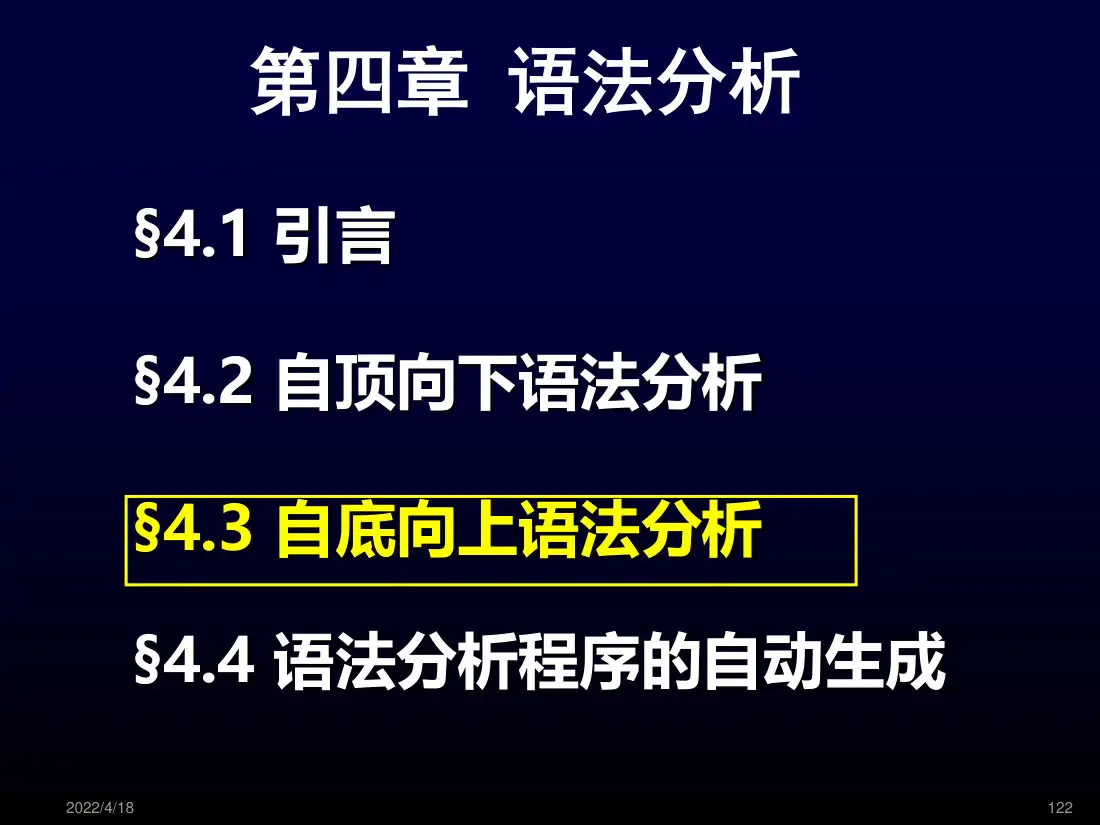 第四章 语法分析
§4.1 引言
§4.2 自顶向下语法分析
§4.3 自底向上语法分析
§4.4 语法分析程序的自动生成
2022/4/18
122